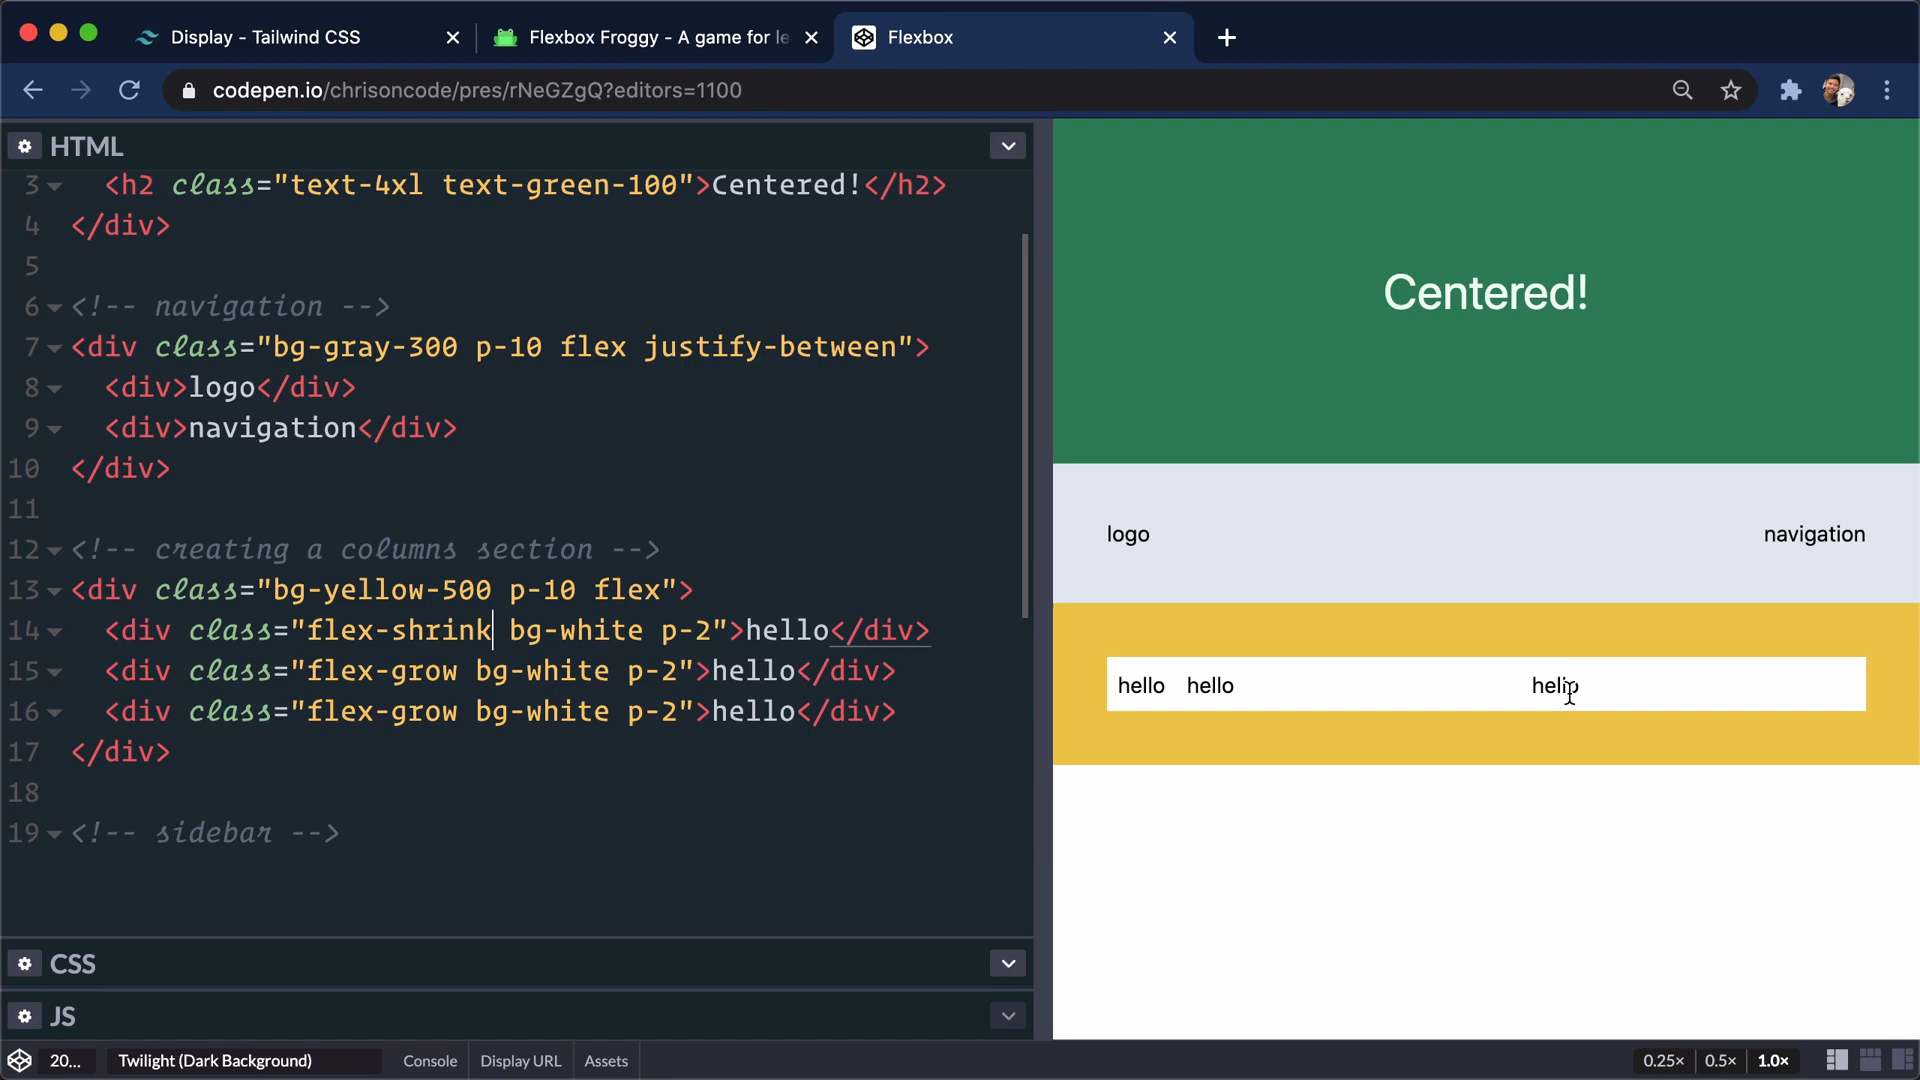 Display - Tailwind CSS
Flexbox Froggy - A game for le
Flexbox
codepen.io/chrisoncode/pres/rNeGZgQ?editors=1100
HTML
3 <h2 class="text-4xl text-green-100">Centered!</h2>
4 </div>
5
6 <!-- navigation -->
7 <div class="bg-gray-300 p-10 flex justify-between">
8 <div>logo</div>
9 <div>navigation</div>
10 </div>
11
12 <!-- creating a columns section -->
13 <div class="bg-yellow-500 p-10 flex">
14 <div class="flex-shrink bg-white p-2">hello</div>
15 <div class="flex-grow bg-white p-2">hello</div>
16 <div class="flex-grow bg-white p-2">hello</div>
17 </div>
18
19 <!-- sidebar -->
CSS
JS
Centered!
logo navigation
hello hello hello
20... Twilight (Dark Background) Console Display URL Assets 0.25× 0.5× 1.0×